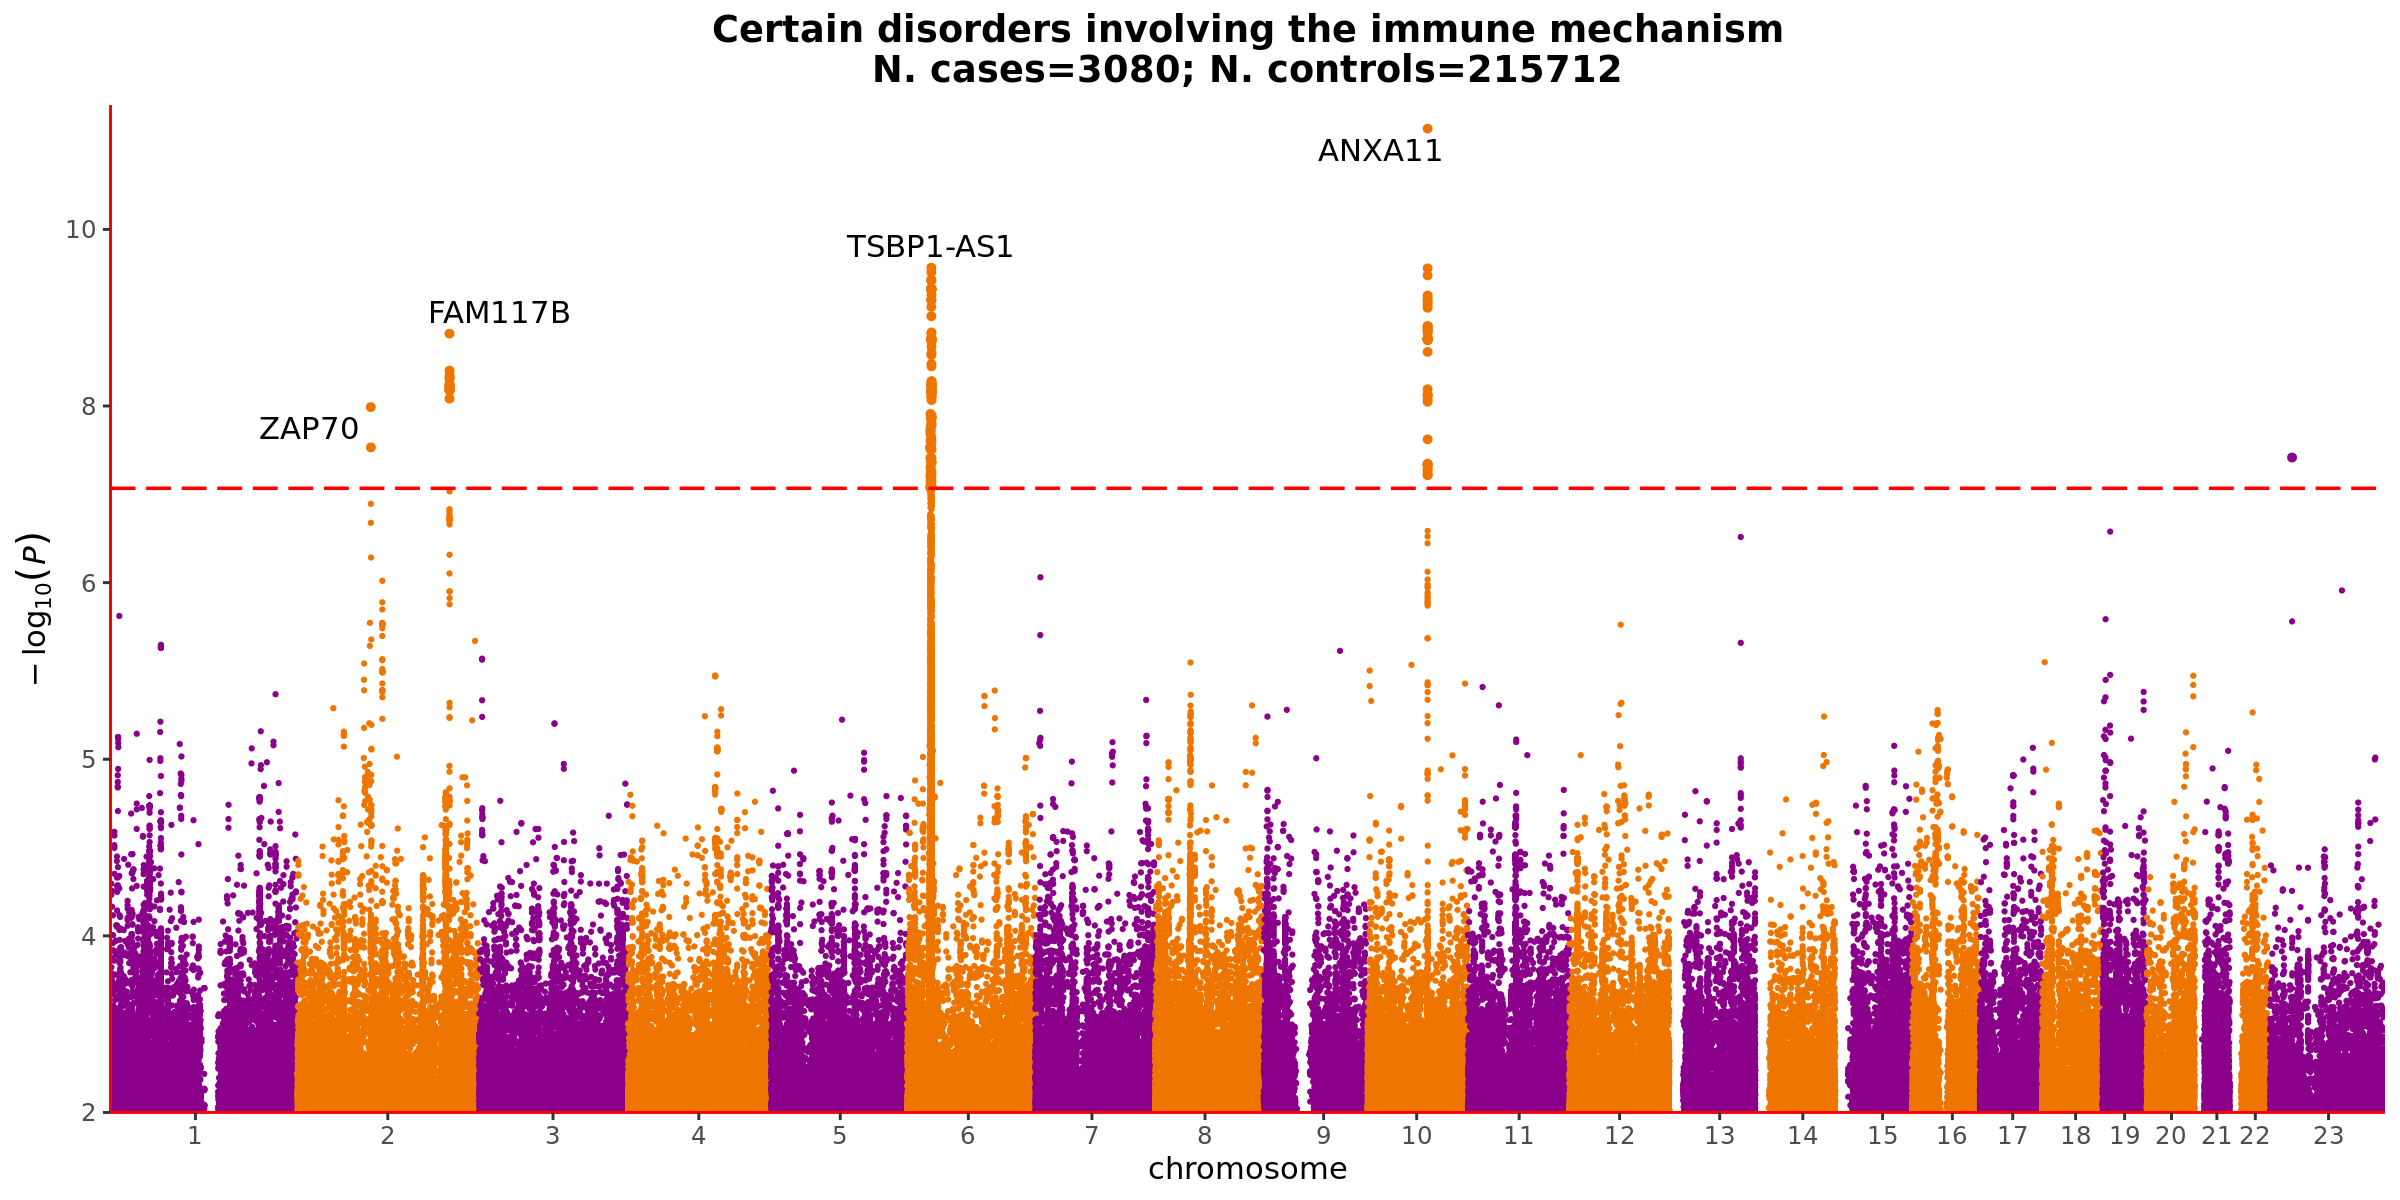 Certain disorders involving the immune mechanism
N. cases=3080; N. controls=215712
ANXA11
TSBP1-AS1
FAM117B
ZAP70
10
8
6
5
4
2
− log10(P)
1 2 3 4 5 6 7 8 9 10 11 12 13 14 15 16 17 18 19 20 21 22 23
chromosome